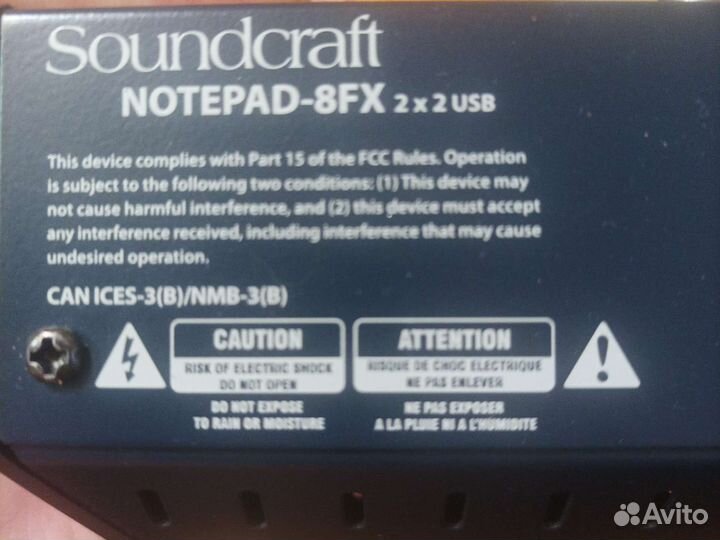 Soundcraft
NOTEPAD-8FX 2 x 2 USB
This device complies with Part 15 of the FCC Rules. Operation
is subject to the following two conditions: (1) This device may
not cause harmful interference, and (2) this device must accept
any interference received, including interference that may cause
undesired operation.
CAN ICES-3(B)/NMB-3(B)
CAUTION
RISK OF ELECTRIC SHOCK
DO NOT OPEN
DO NOT EXPOSE
TO RAIN OR MOISTURE
ATTENTION
RISQUE DE CHOC ELECTRIQUE
NE PAS ENLEVER
NE PAS EXPOSER
A LA PLUIE NI A L'HUMIDITE
Avito